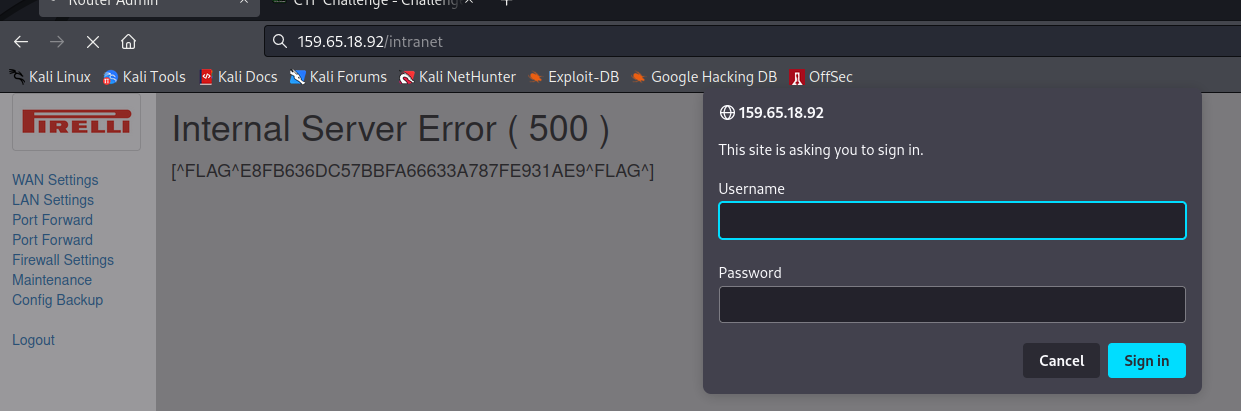 Router Admin
CTF Challenge - Challeng
159.65.18.92/intranet
Kali Linux Kali Tools Kali Docs Kali Forums Kali NetHunter Exploit-DB Google Hacking DB OffSec
PIRELLI
WAN Settings
LAN Settings
Port Forward
Port Forward
Firewall Settings
Maintenance
Config Backup
Logout
Internal Server Error ( 500 )
[^FLAG^E8FB636DC57BBFA66633A787FE931AE9^FLAG^]
159.65.18.92
This site is asking you to sign in.
Username
Password
Cancel Sign in